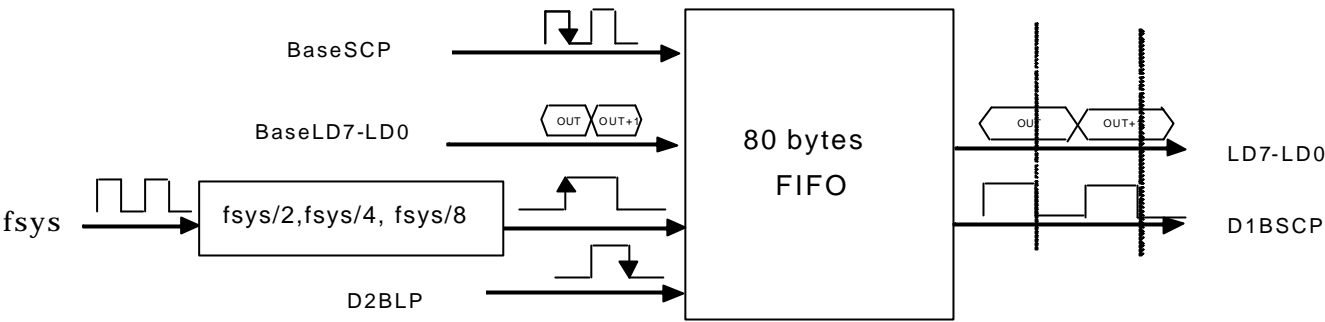 BaseSCP
BaseLD7-LD0
OUT OUT+1
fsys
fsys/2,fsys/4, fsys/8
D2BLP
80 bytes
FIFO
OUT OUT+1
LD7-LD0
D1BSCP